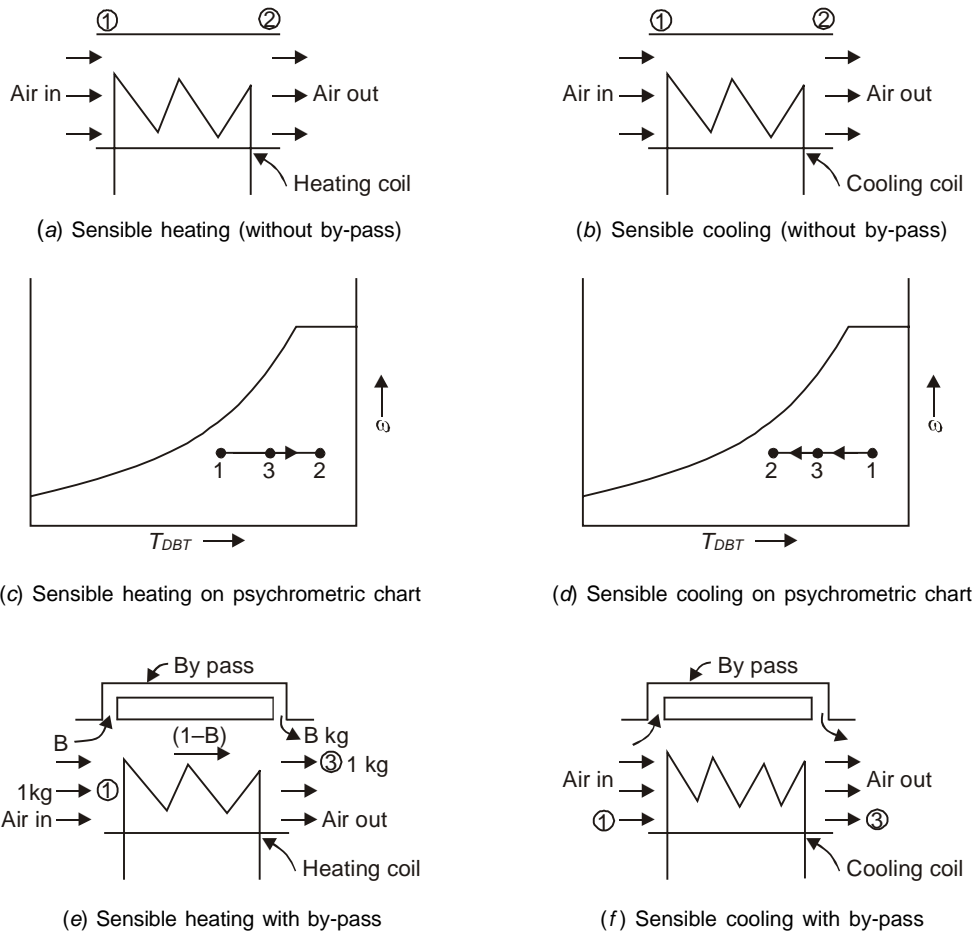 ① ②
Air in
Air out
Heating coil
(a) Sensible heating (without by-pass)
① ②
Air in
Air out
Cooling coil
(b) Sensible cooling (without by-pass)
ω
1 3 2
T_DBT
(c) Sensible heating on psychrometric chart
ω
2 3 1
T_DBT
(d) Sensible cooling on psychrometric chart
By pass
B
(1–B)
B kg
③ 1 kg
1kg
①
Air in
Air out
Heating coil
(e) Sensible heating with by-pass
By pass
Air in
Air out
①
③
Cooling coil
(f) Sensible cooling with by-pass